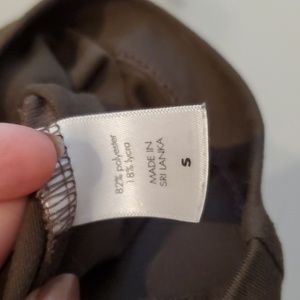 82% polyester
18% lycra
MADE IN
SRI LANKA
S